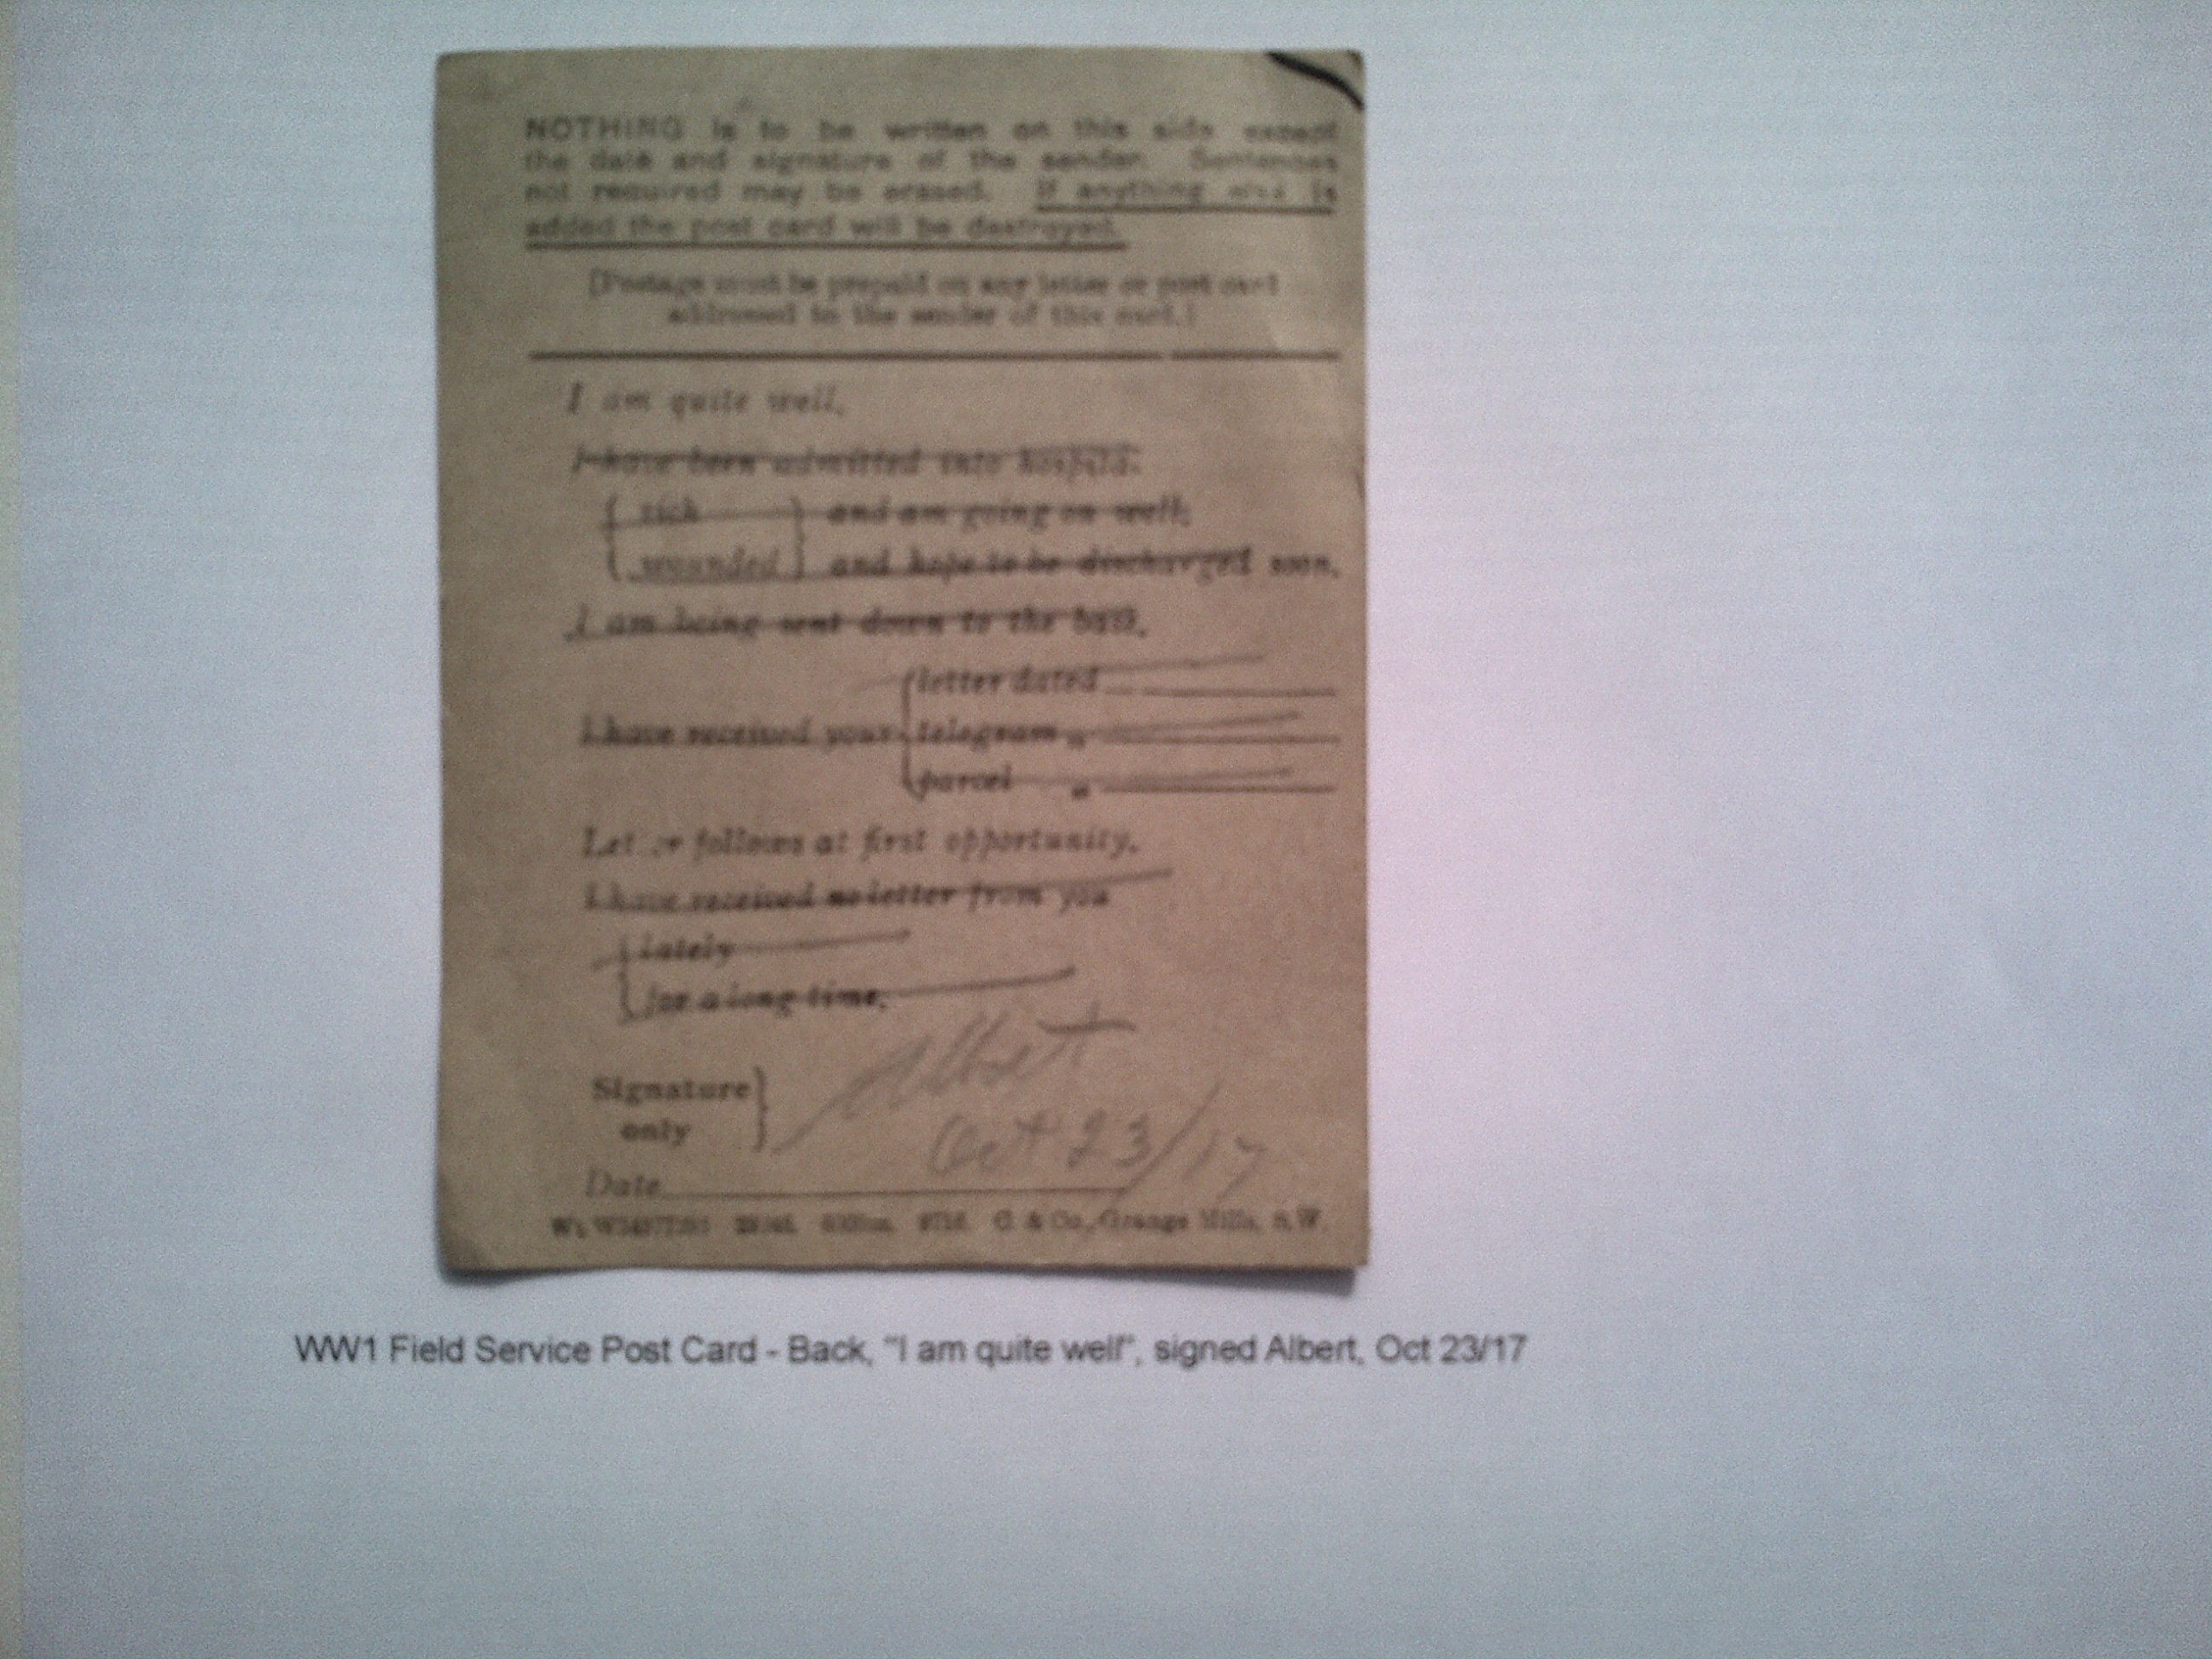 NOTHING is to be written on this side except
the date and signature of the sender. Sentences
not required may be erased. If anything else is
added the post card will be destroyed.
[Postage must be prepaid on any letter or post card
addressed to the sender of this card.]
I am quite well.
I have been admitted into hospital.
sick and am going on well.
wounded and hope to be discharged soon.
I am being sent down to the base.
letter dated
I have received your telegram „
parcel „
Letter follows at first opportunity.
I have received no letter from you
lately
for a long time.
Albert
Signature
only
Oct 23/17
Date
C. & Co., Grange Mills, S.W.
WW1 Field Service Post Card - Back, "I am quite well", signed Albert, Oct 23/17